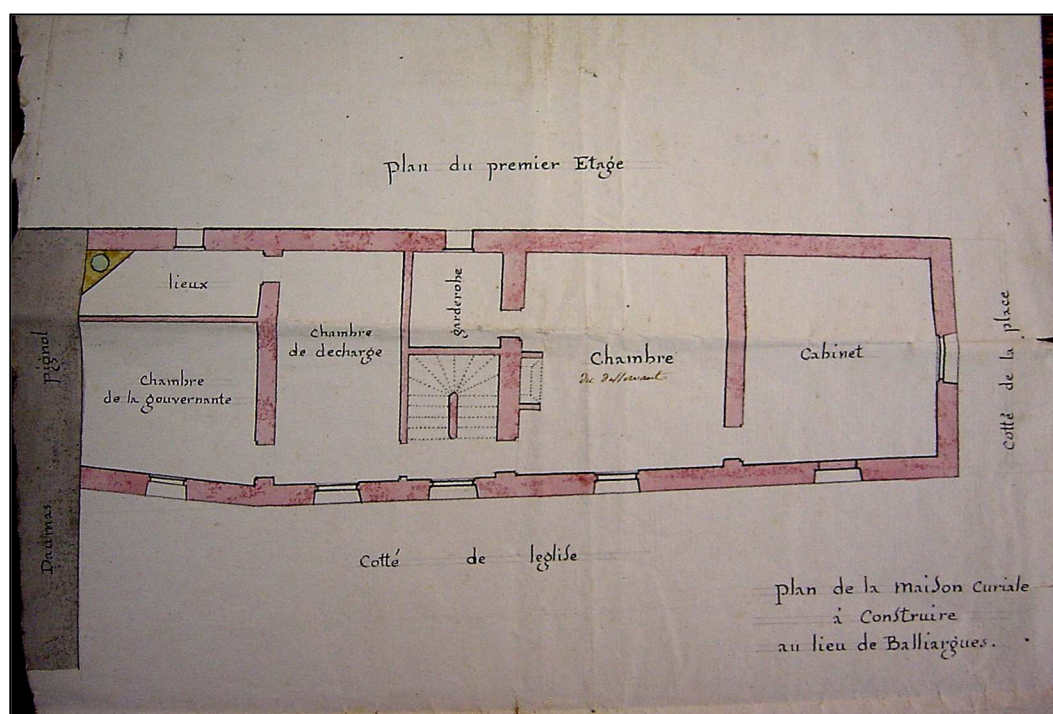 plan du premier Etage
lieux
garderobe
chambre
de decharge
Chambre
Cabinet
chambre
de la gouvernante
pignol
Daumas
Cotté de la place
Cotté de leglise
plan de la maison Curiale
à Construire
au lieu de Balliargues.